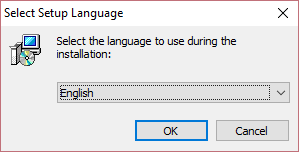 Select Setup Language
Select the language to use during the
installation:
English
OK
Cancel